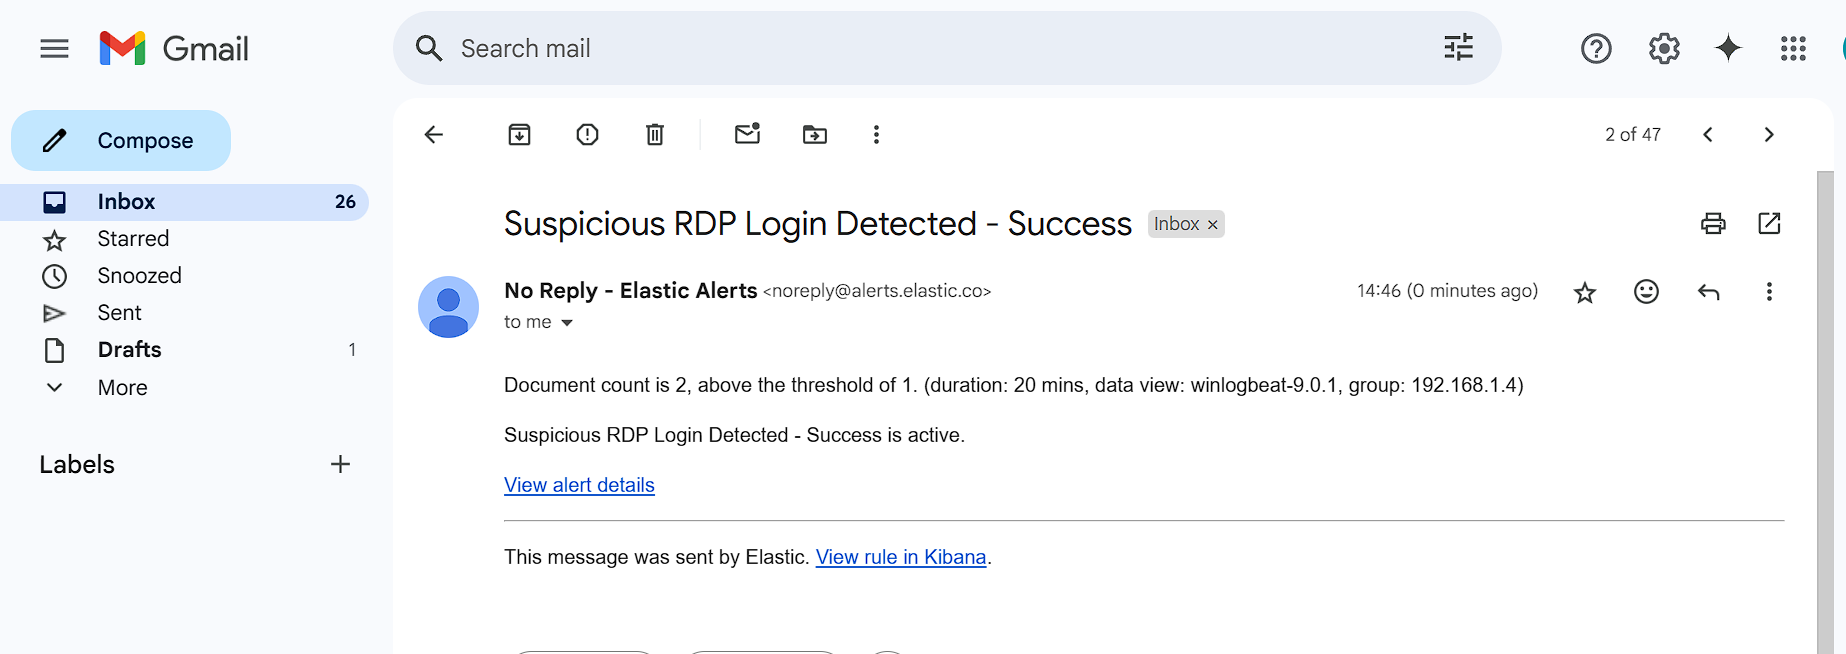 Gmail
Search mail
Compose
2 of 47
Inbox 26
Starred
Snoozed
Sent
Drafts 1
More
Labels
Suspicious RDP Login Detected - Success Inbox ×
No Reply - Elastic Alerts <noreply@alerts.elastic.co> 14:46 (0 minutes ago)
to me
Document count is 2, above the threshold of 1. (duration: 20 mins, data view: winlogbeat-9.0.1, group: 192.168.1.4)
Suspicious RDP Login Detected - Success is active.
View alert details
This message was sent by Elastic. View rule in Kibana.